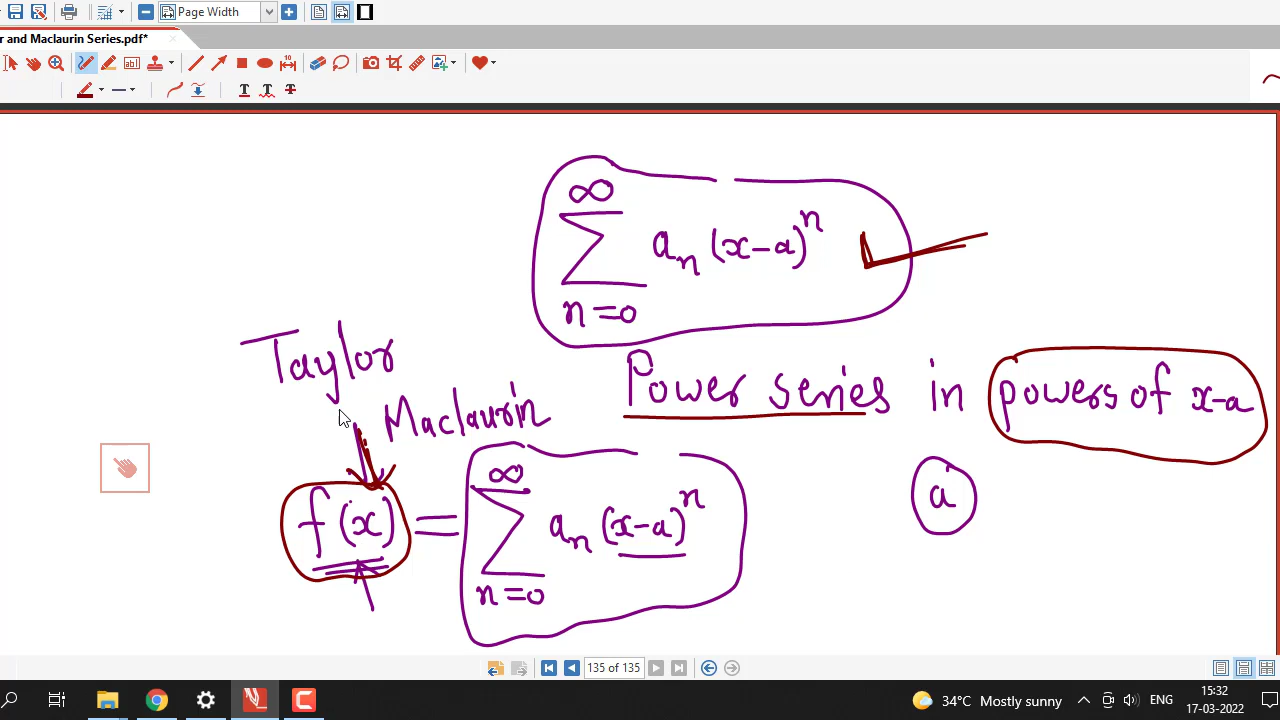 Page Width
r and Maclaurin Series.pdf*
∞
∑ aₙ (x-a)ⁿ
n=0
Taylor
Power series in powers of x-a
Maclaurin
∞
f(x) = ∑ aₙ (x-a)ⁿ
n=0
a
135 of 135
34°C Mostly sunny
ENG
15:32
17-03-2022